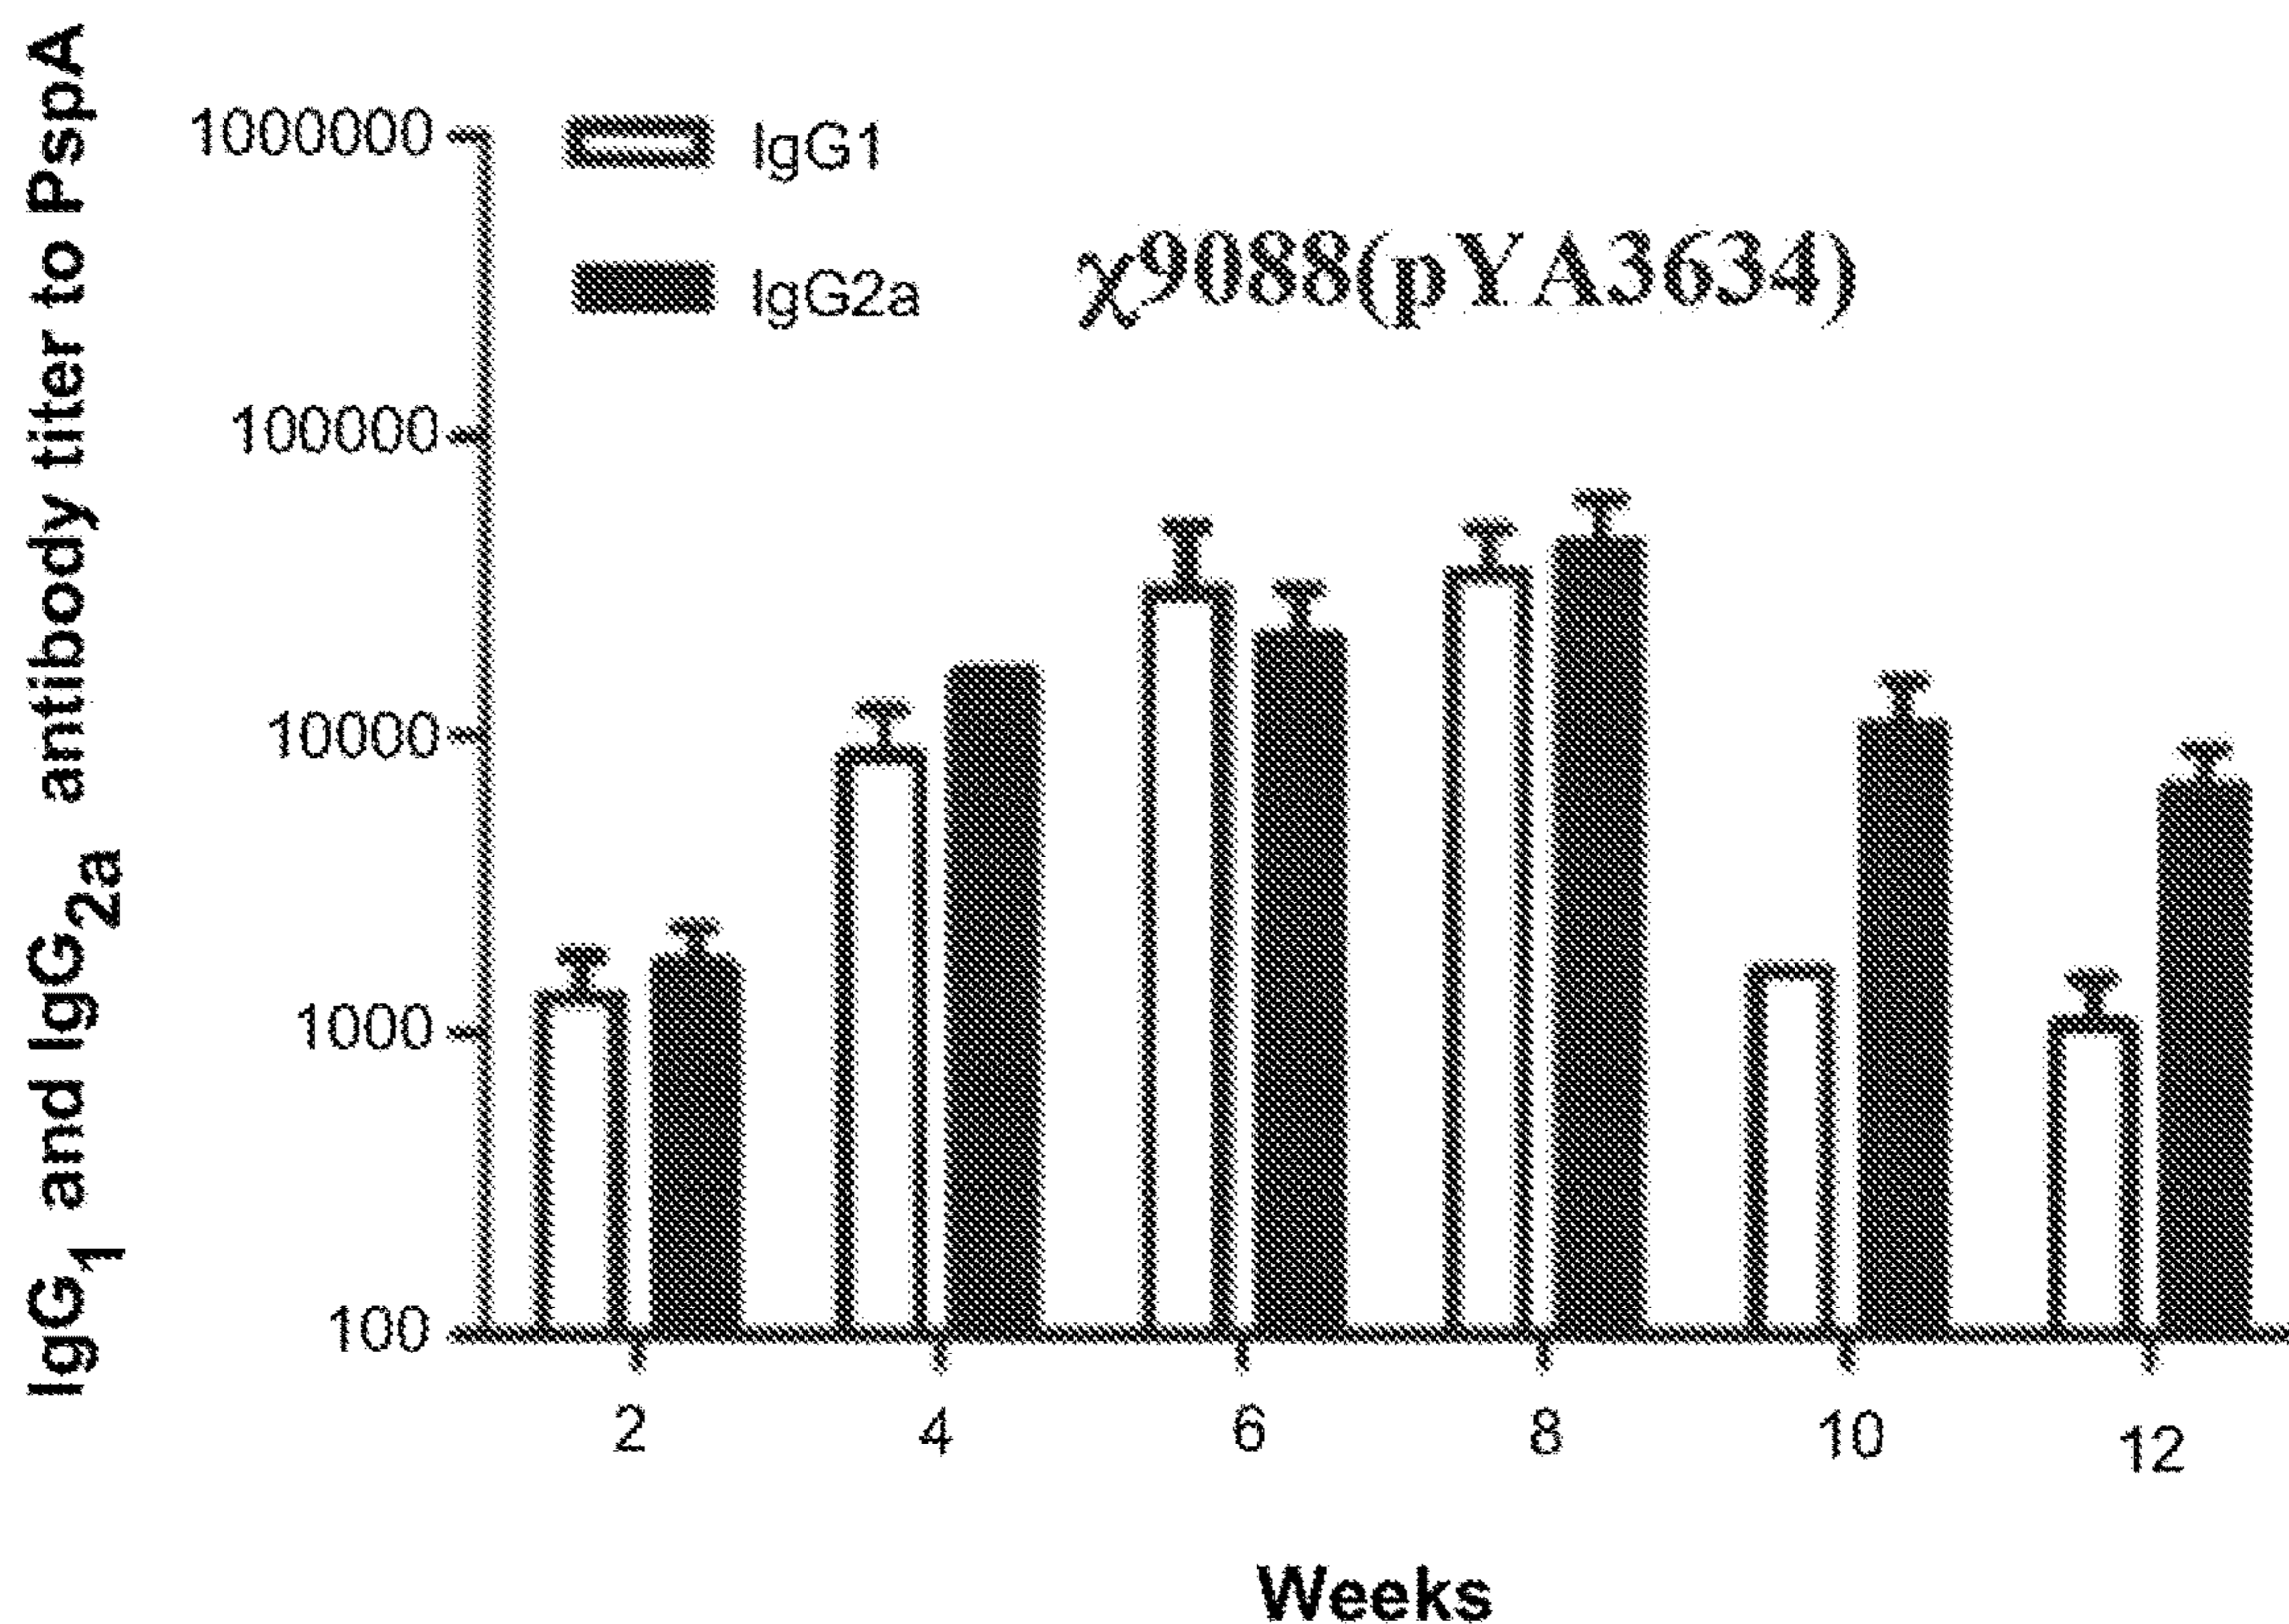 IgG1 and IgG2a antibody titer to PspA
1000000
100000
10000
1000
100
IgG1
IgG2a
χ9088(pYA3634)
2 4 6 8 10 12
Weeks